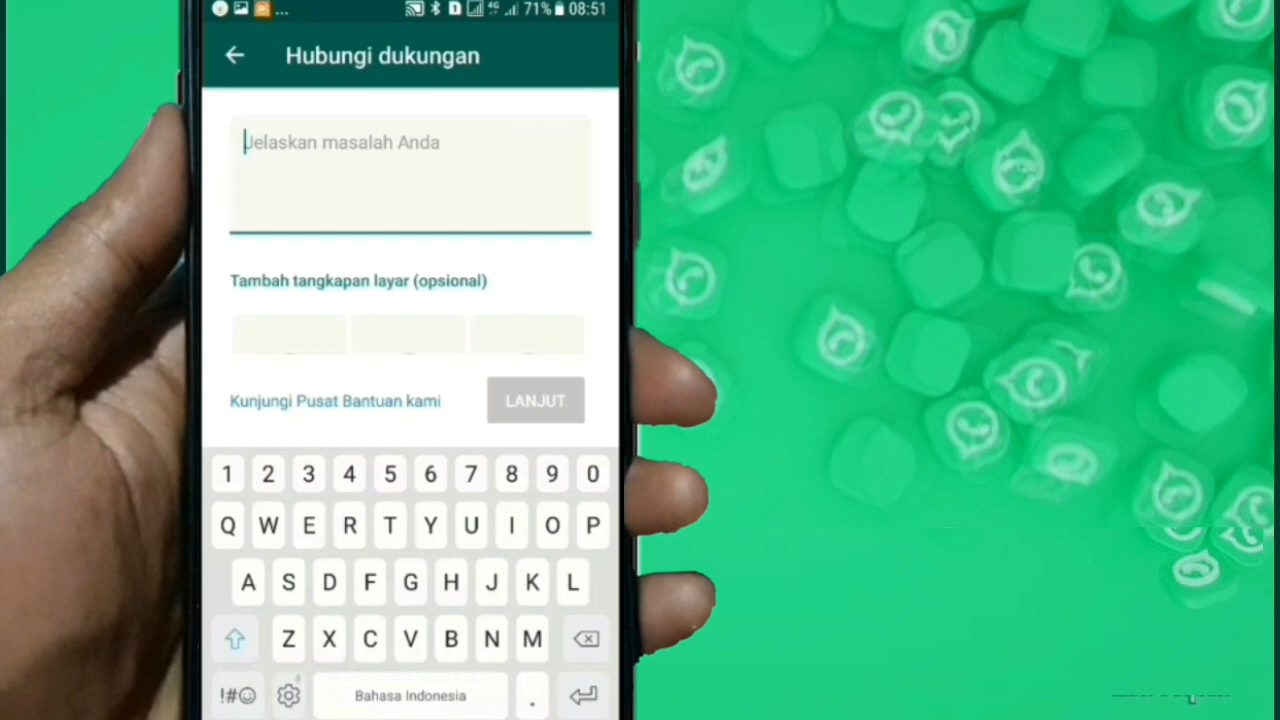 ... 4G 71% 08:51
Hubungi dukungan
Jelaskan masalah Anda
Tambah tangkapan layar (opsional)
Kunjungi Pusat Bantuan kami LANJUT
1 2 3 4 5 6 7 8 9 0
Q W E R T Y U I O P
A S D F G H J K L
Z X C V B N M
!#☺ Bahasa Indonesia .